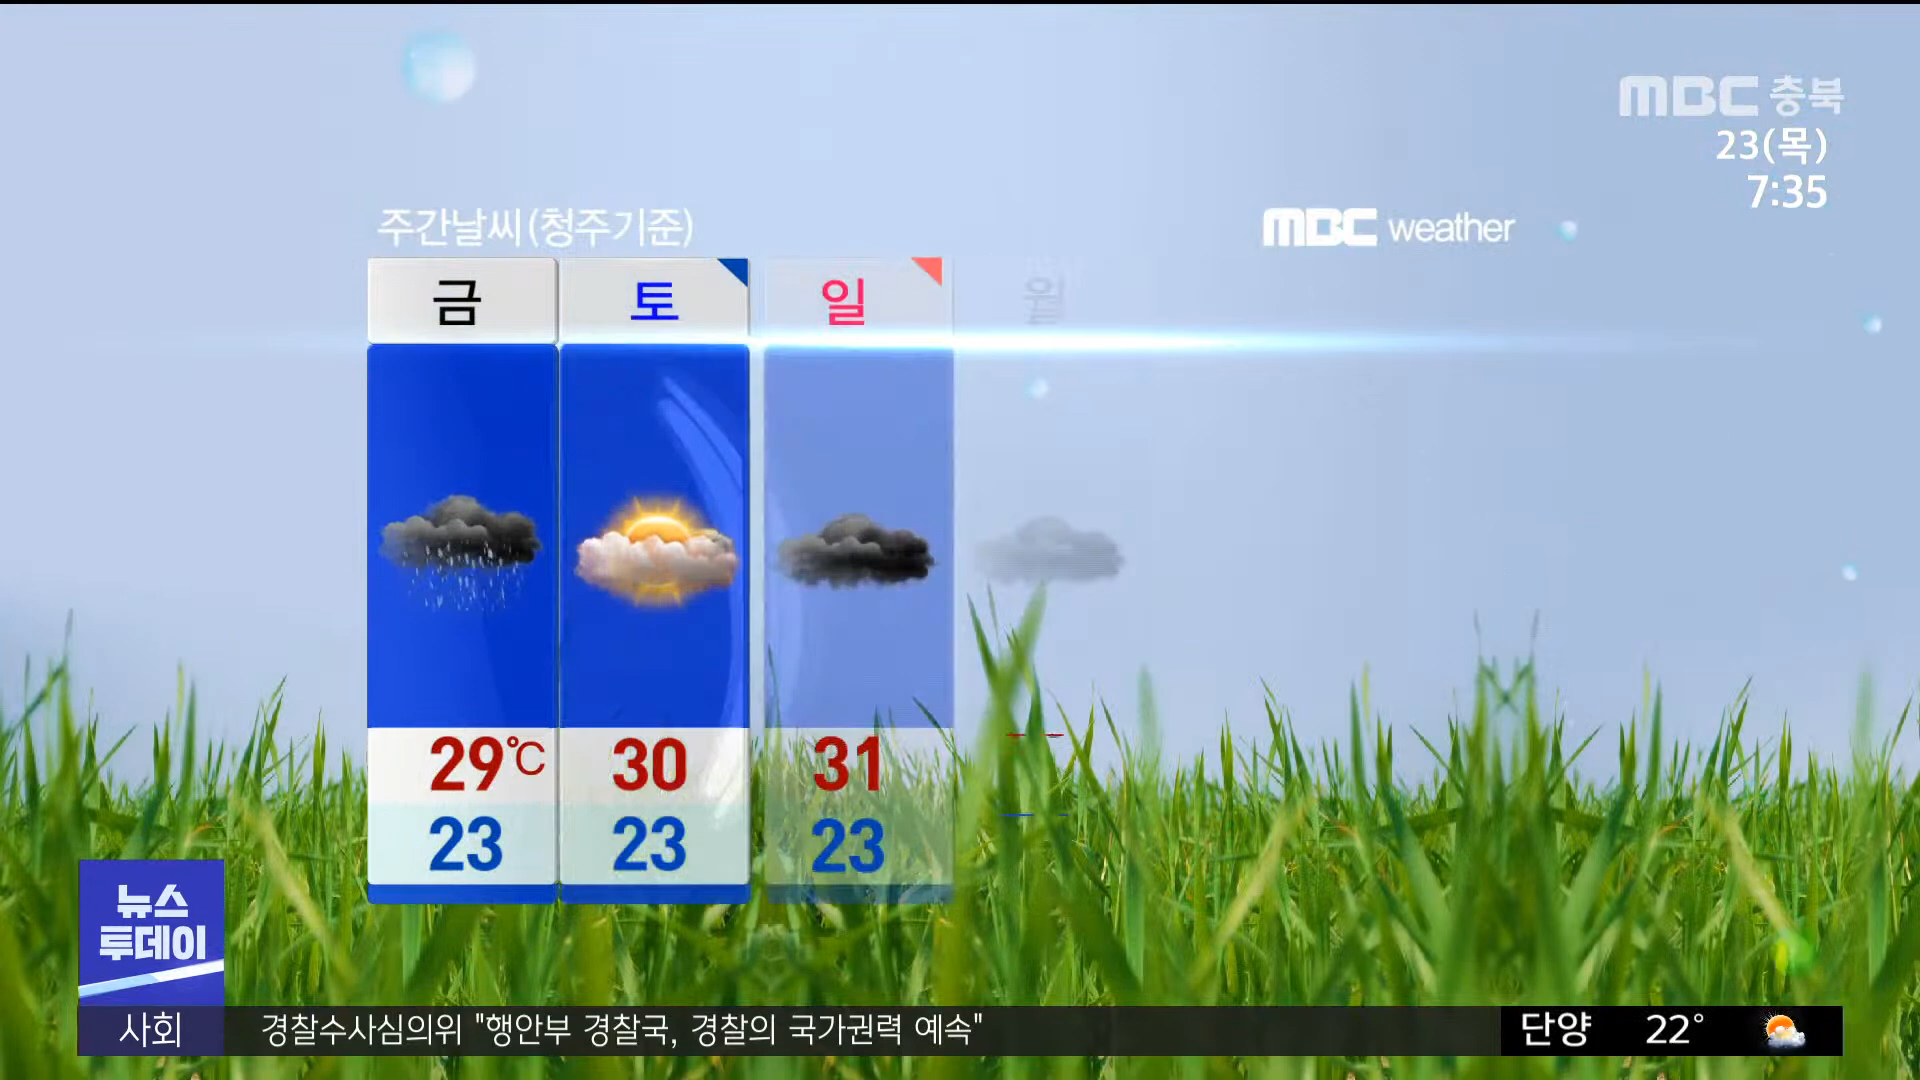 MBC 충북
23(목)
7:35
주간날씨(청주기준)
MBC weather
금 토 일 월
29℃ 30 31
23 23 23
뉴스
투데이
사회 경찰수사심의위 "행안부 경찰국, 경찰의 국가권력 예속"
단양 22°